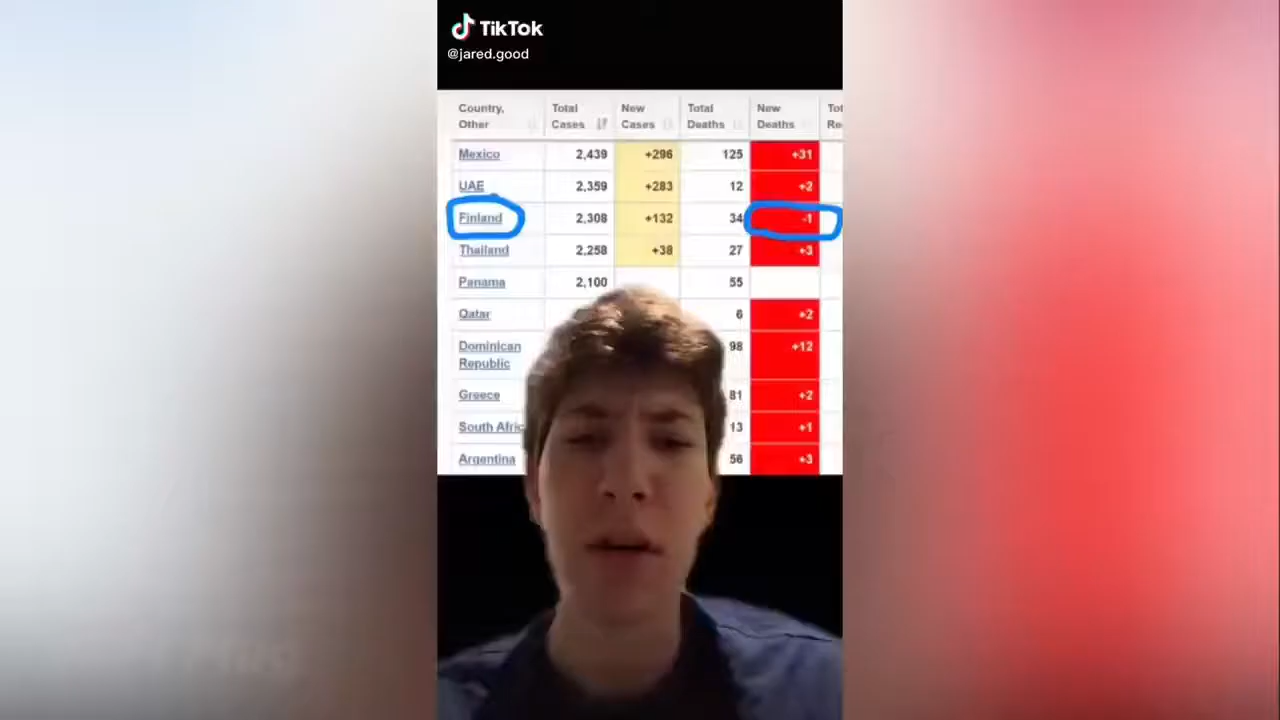 TikTok
@jared.good
Country, Other Total Cases New Cases Total Deaths New Deaths
Mexico 2,439 +296 125 +31
UAE 2,359 +283 12 +2
Finland 2,308 +132 34 -1
Thailand 2,258 +38 27 +3
Panama 2,100 55
Qatar 6 +2
Dominican Republic 98 +12
Greece 81 +2
South Afric 13 +1
Argentina 56 +3